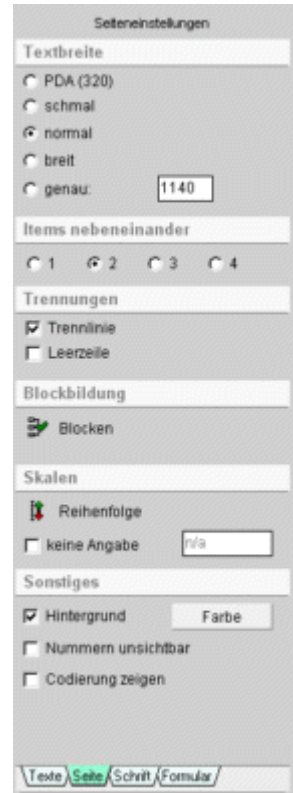 Seiteneinstellungen
Textbreite
PDA (320)
schmal
normal
breit
genau: 1140
Items nebeneinander
1 2 3 4
Trennungen
Trennlinie
Leerzeile
Blockbildung
Blocken
Skalen
Reihenfolge
keine Angabe n/a
Sonstiges
Hintergrund Farbe
Nummern unsichtbar
Codierung zeigen
Texte Seite Schrift Formular